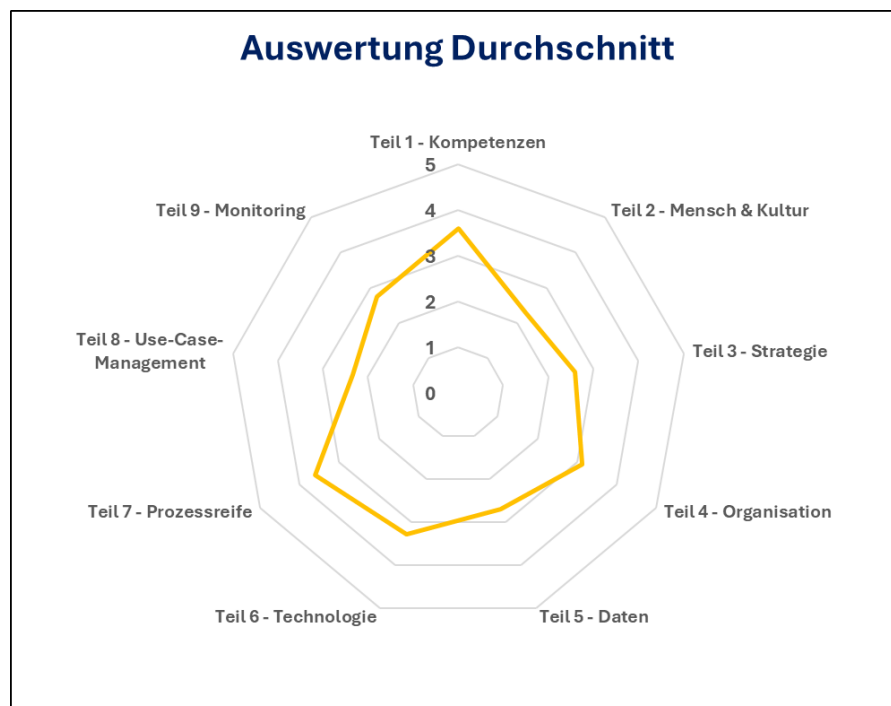 Auswertung Durchschnitt
Teil 1 - Kompetenzen
5
Teil 9 - Monitoring
4
Teil 2 - Mensch & Kultur
3
2
Teil 8 - Use-Case-
Management
1
Teil 3 - Strategie
0
Teil 7 - Prozessreife
Teil 4 - Organisation
Teil 6 - Technologie
Teil 5 - Daten